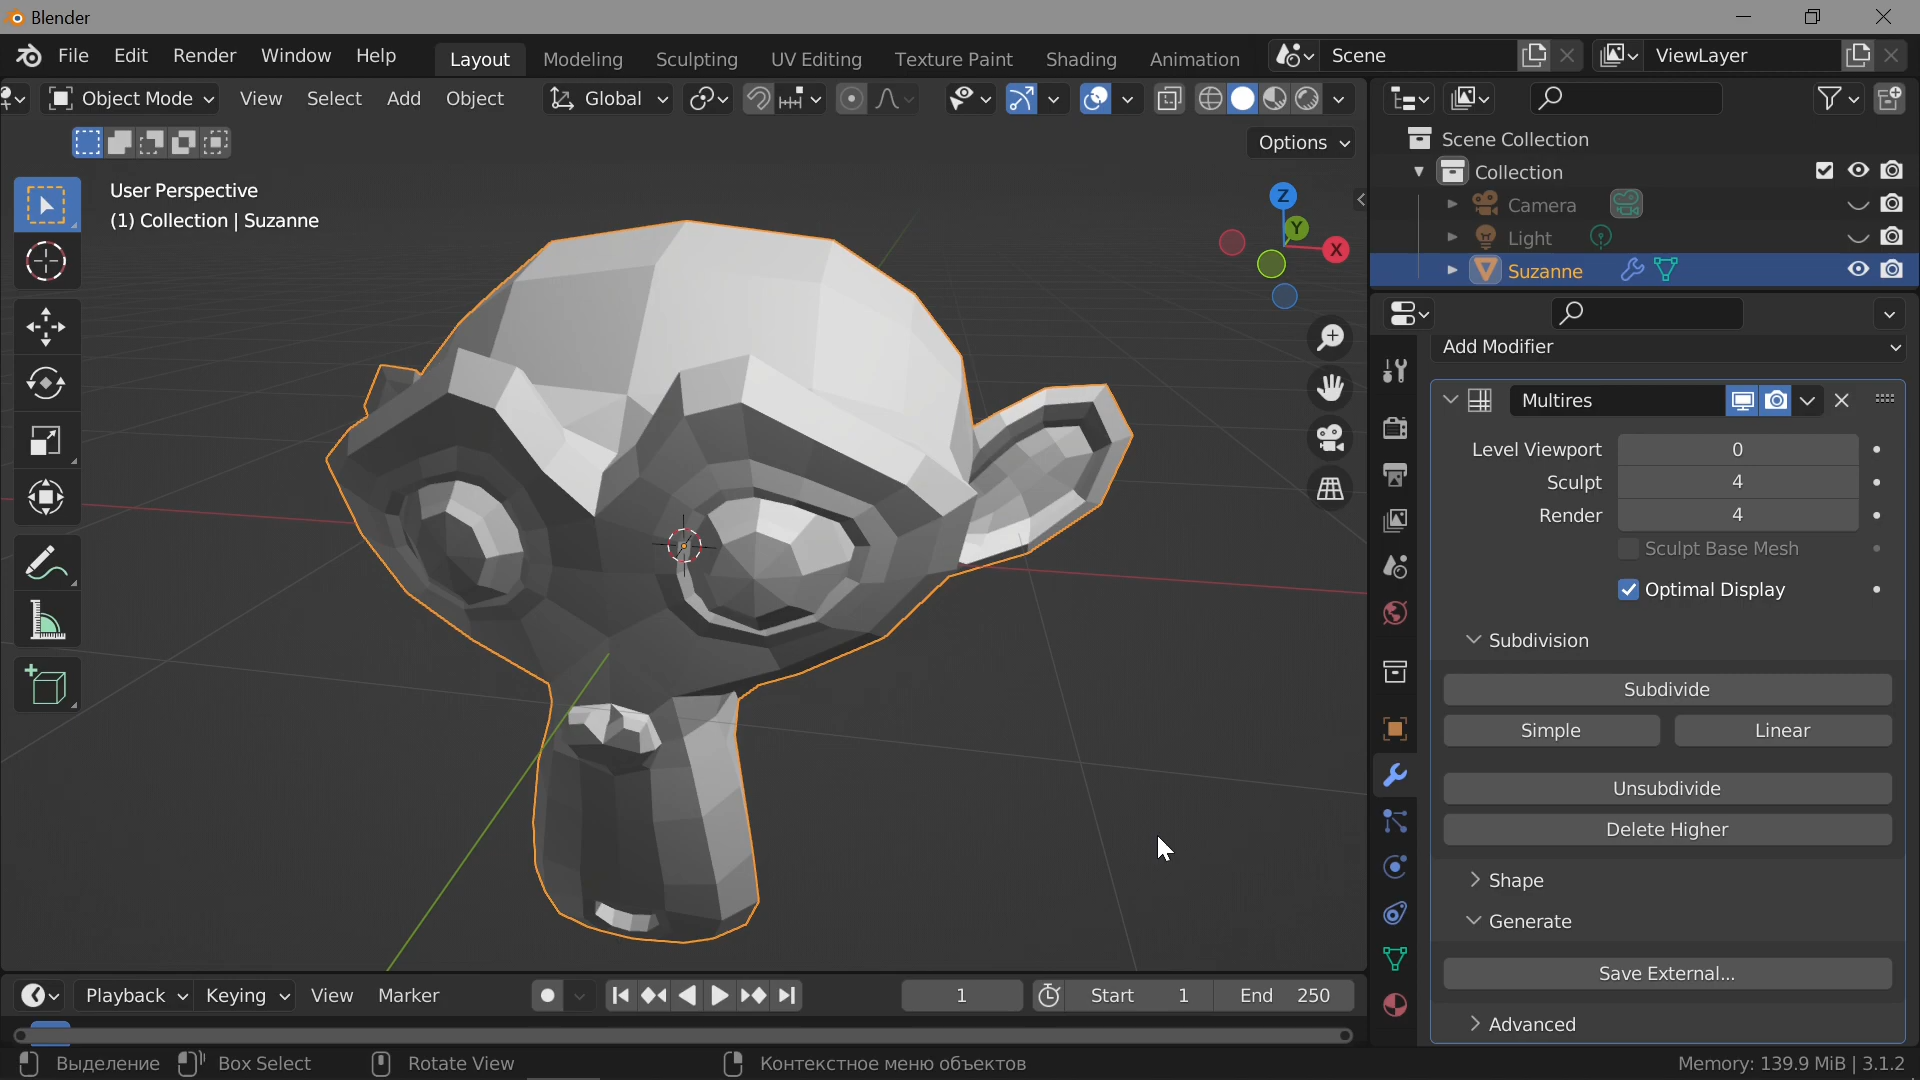 Blender
File Edit Render Window Help Layout Modeling Sculpting UV Editing Texture Paint Shading Animation Scene ViewLayer
Object Mode View Select Add Object Global
Options
User Perspective
(1) Collection | Suzanne
Z
Y
X
Scene Collection
Collection
Camera
Light
Suzanne
Add Modifier
Multires
Level Viewport 0
Sculpt 4
Render 4
Sculpt Base Mesh
Optimal Display
Subdivision
Subdivide
Simple Linear
Unsubdivide
Delete Higher
Shape
Generate
Save External...
Advanced
Playback Keying View Marker 1 Start 1 End 250
Выделение Box Select Rotate View Контекстное меню объектов Memory: 139.9 MiB | 3.1.2